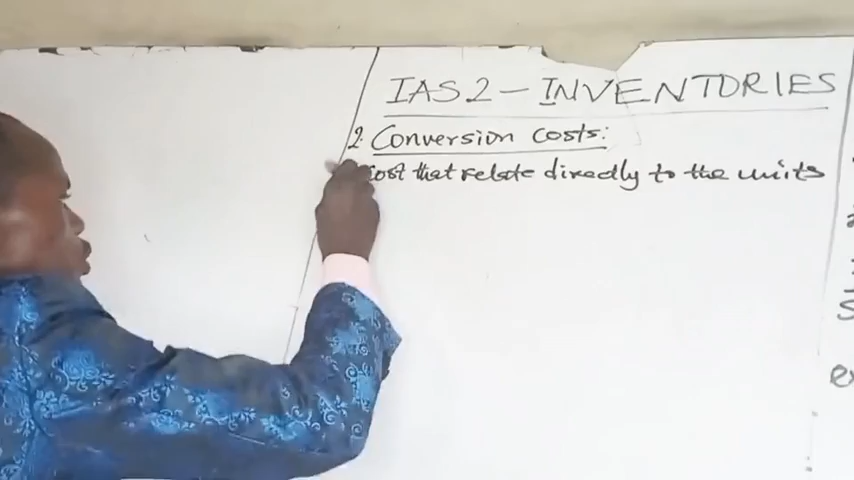 IAS 2 - INVENTORIES
2. Conversion costs:
Cost that relate directly to the units